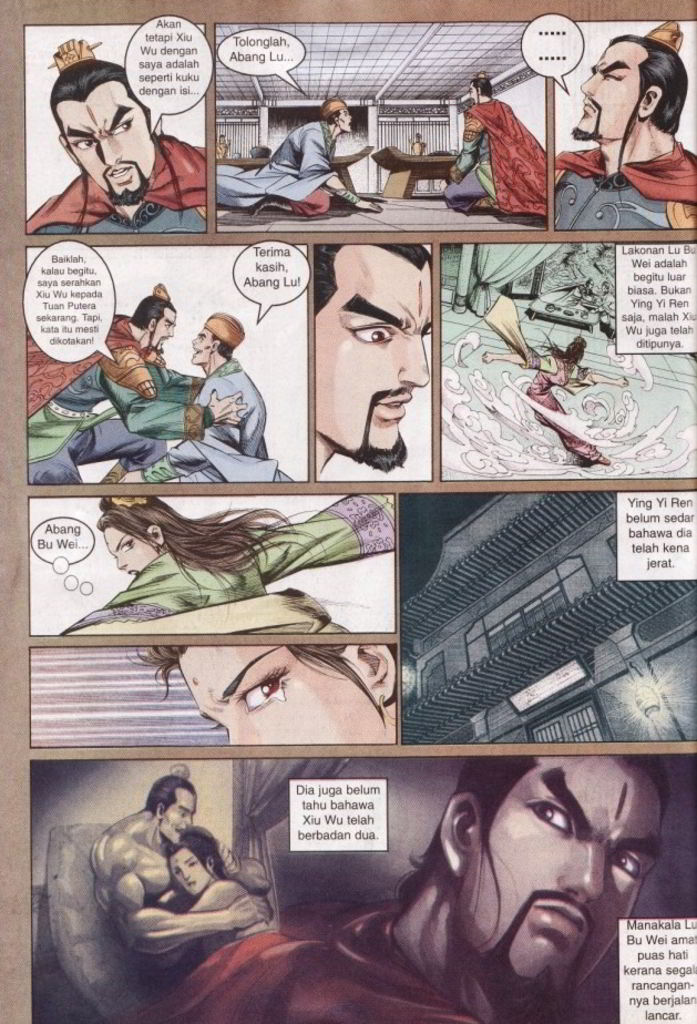 Akan
tetapi Xiu
Wu dengan
saya adalah
seperti kuku
dengan isi...
Tolonglah,
Abang Lu...
.....
.....
Baiklah,
kalau begitu,
saya serahkan
Xiu Wu kepada
Tuan Putera
sekarang. Tapi,
kata itu mesti
dikotakan!
Terima
kasih,
Abang Lu!
Lakonan Lu Bu
Wei adalah
begitu luar
biasa. Bukan
Ying Yi Ren
saja, malah Xiu
Wu juga telah
ditipunya.
Abang
Bu Wei...
Ying Yi Ren
belum sedar
bahawa dia
telah kena
jerat.
Dia juga belum
tahu bahawa
Xiu Wu telah
berbadan dua.
Manakala Lu
Bu Wei amat
puas hati
kerana segala
rancangan-
nya berjalan
lancar.